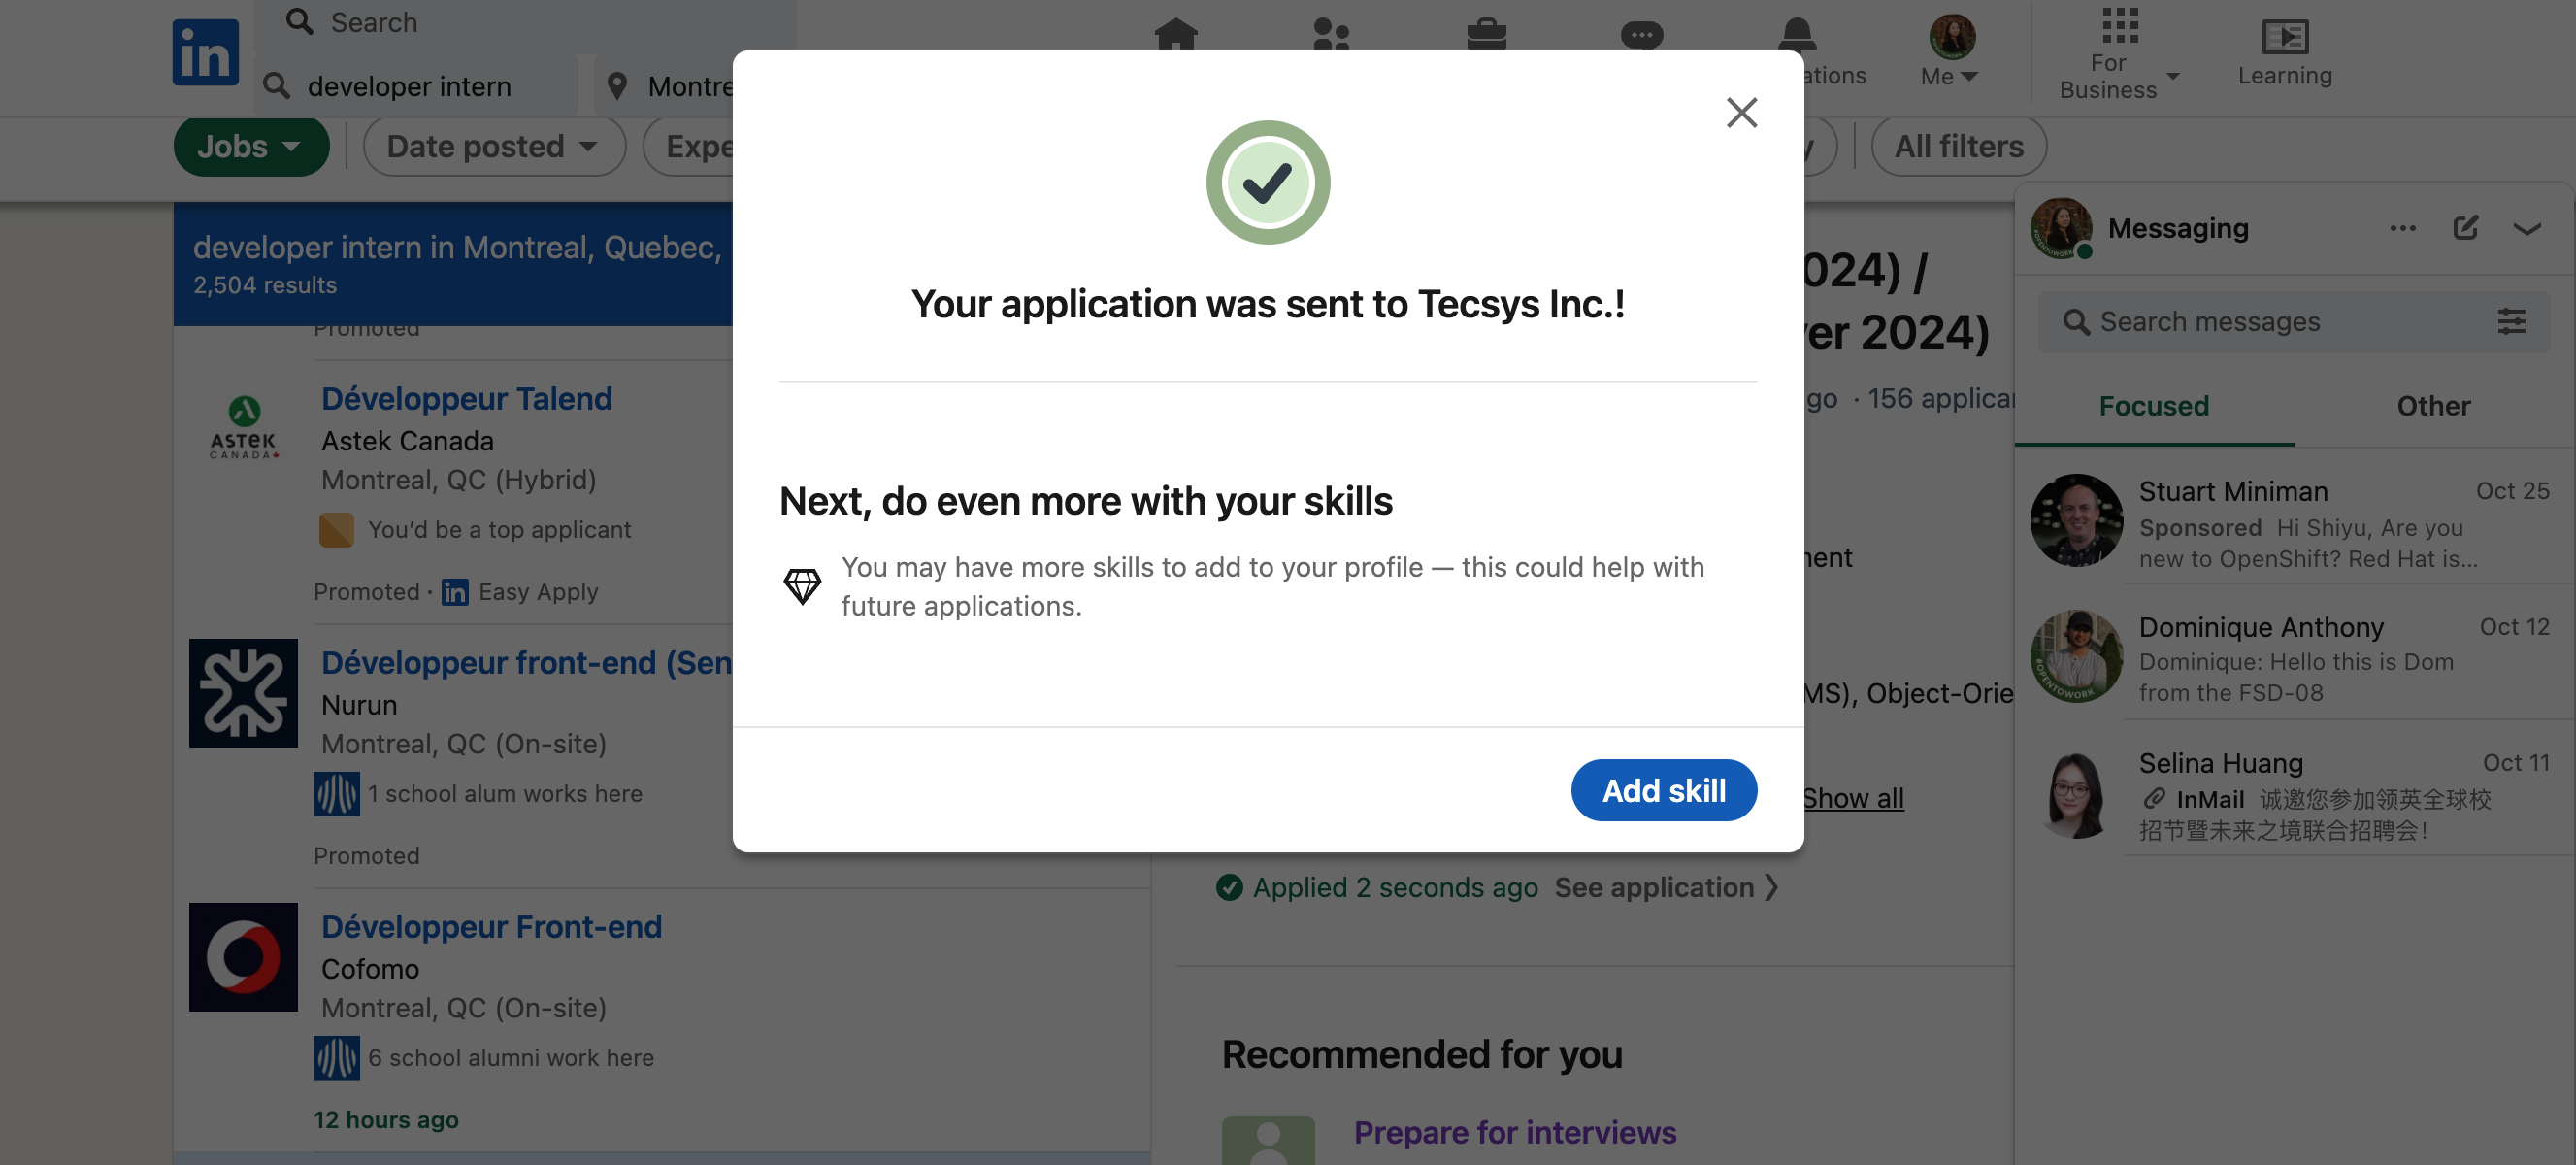 Search
developer intern
Montre
ations
Me
For
Business
Learning
Jobs
Date posted
Expe
y
All filters
developer intern in Montreal, Quebec,
2,504 results
Promoted
ASTEK
CANADA
Développeur Talend
Astek Canada
Montreal, QC (Hybrid)
You’d be a top applicant
Promoted · in Easy Apply
Développeur front-end (Sen
Nurun
Montreal, QC (On-site)
1 school alum works here
Promoted
Développeur Front-end
Cofomo
Montreal, QC (On-site)
6 school alumni work here
12 hours ago
Your application was sent to Tecsys Inc.!
Next, do even more with your skills
You may have more skills to add to your profile — this could help with
future applications.
Add skill
024) /
er 2024)
go · 156 applica
ment
MS), Object-Orie
Show all
Applied 2 seconds ago See application
Recommended for you
Prepare for interviews
Messaging
Search messages
Focused
Other
Stuart Miniman
Oct 25
Sponsored Hi Shiyu, Are you
new to OpenShift? Red Hat is...
#OPENTOWORK
Dominique Anthony
Oct 12
Dominique: Hello this is Dom
from the FSD-08
Selina Huang
Oct 11
InMail 诚邀您参加领英全球校
招节暨未来之境联合招聘会！